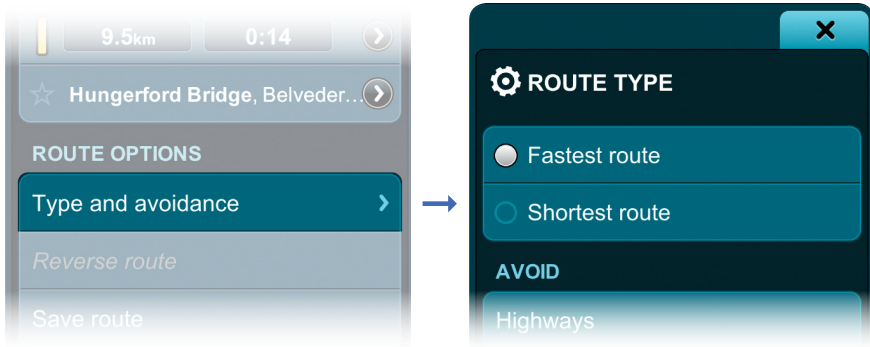 9.5km 0:14
Hungerford Bridge, Belveder...
ROUTE OPTIONS
Type and avoidance
Reverse route
Save route
ROUTE TYPE
Fastest route
Shortest route
AVOID
Highways